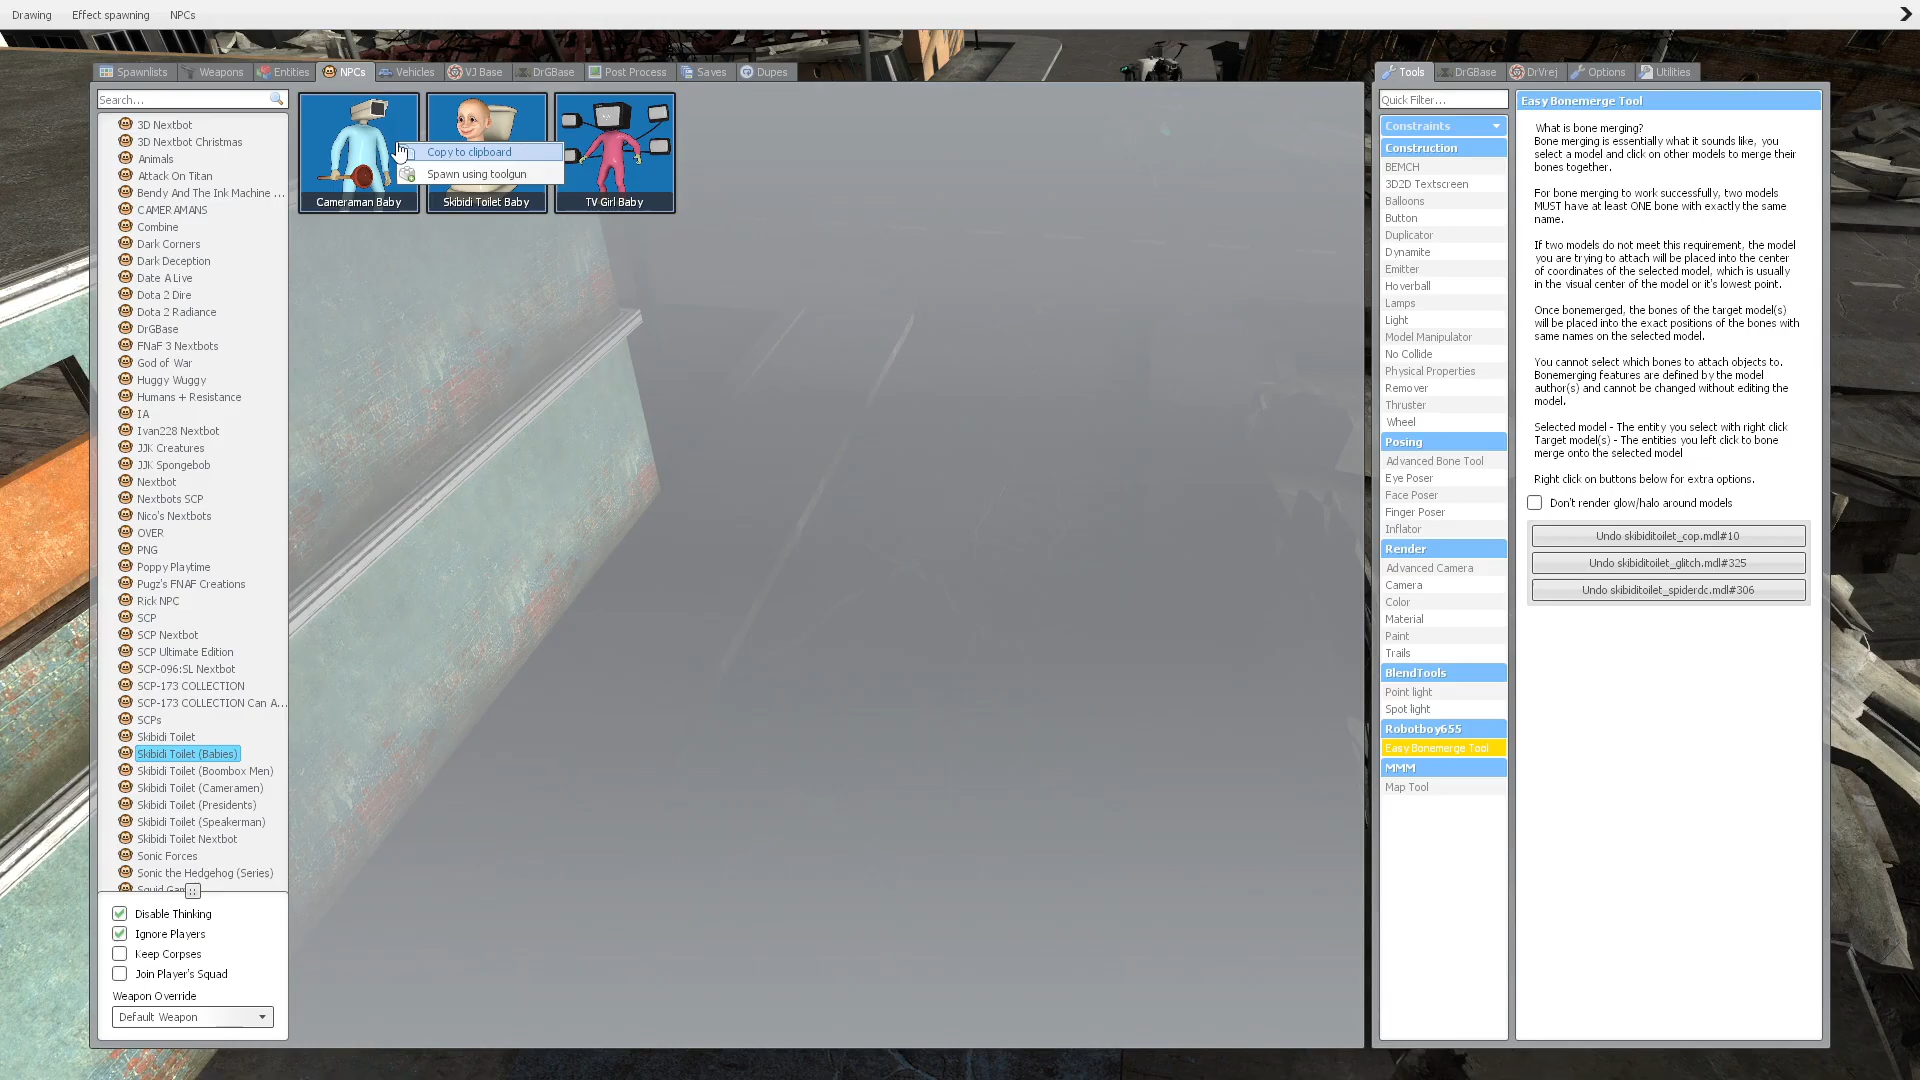 Drawing
Effect spawning
NPCs
Spawnlists
Weapons
Entities
NPCs
Vehicles
VJ Base
DrGBase
Post Process
Saves
Dupes
Search...
3D Nextbot
3D Nextbot Christmas
Animals
Attack On Titan
Bendy And The Ink Machine ...
CAMERAMANS
Combine
Dark Corners
Dark Deception
Date A Live
Dota 2 Dire
Dota 2 Radiance
DrGBase
FNaF 3 Nextbots
God of War
Huggy Wuggy
Humans + Resistance
IA
Ivan228 Nextbot
JJK Creatures
JJK Spongebob
Nextbot
Nextbots SCP
Nico's Nextbots
OVER
PNG
Poppy Playtime
Pugz's FNAF Creations
Rick NPC
SCP
SCP Nextbot
SCP Ultimate Edition
SCP-096:SL Nextbot
SCP-173 COLLECTION
SCP-173 COLLECTION Can A...
SCPs
Skibidi Toilet
Skibidi Toilet (Babies)
Skibidi Toilet (Boombox Men)
Skibidi Toilet (Cameramen)
Skibidi Toilet (Presidents)
Skibidi Toilet (Speakerman)
Skibidi Toilet Nextbot
Sonic Forces
Sonic the Hedgehog (Series)
Disable Thinking
Ignore Players
Keep Corpses
Join Player's Squad
Weapon Override
Default Weapon
Copy to clipboard
Spawn using toolgun
Cameraman Baby
Skibidi Toilet Baby
TV Girl Baby
Tools
DrGBase
DrVrej
Options
Utilities
Quick Filter...
Constraints
Construction
BEMCH
3D2D Textscreen
Balloons
Button
Duplicator
Dynamite
Emitter
Hoverball
Lamps
Light
Model Manipulator
No Collide
Physical Properties
Remover
Thruster
Wheel
Posing
Advanced Bone Tool
Eye Poser
Face Poser
Finger Poser
Inflator
Render
Advanced Camera
Camera
Color
Material
Paint
Trails
BlendTools
Point light
Spot light
Robotboy655
Easy Bonemerge Tool
MMM
Map Tool
Easy Bonemerge Tool
What is bone merging?
Bone merging is essentially what it sounds like, you
select a model and click on other models to merge their
bones together.
For bone merging to work successfully, two models
MUST have at least ONE bone with exactly the same
name.
If two models do not meet this requirement, the model
you are trying to attach will be placed into the center
of coordinates of the selected model, which is usually
in the visual center of the model or it's lowest point.
Once bonemerged, the bones of the target model(s)
will be placed into the exact positions of the bones with
same names on the selected model.
You cannot select which bones to attach objects to.
Bonemerging features are defined by the model
author(s) and cannot be changed without editing the
model.
Selected model - The entity you select with right click
Target model(s) - The entities you left click to bone
merge onto the selected model
Right click on buttons below for extra options.
Don't render glow/halo around models
Undo skibiditoilet_cop.mdl#10
Undo skibiditoilet_glitch.mdl#325
Undo skibiditoilet_spiderdc.mdl#306